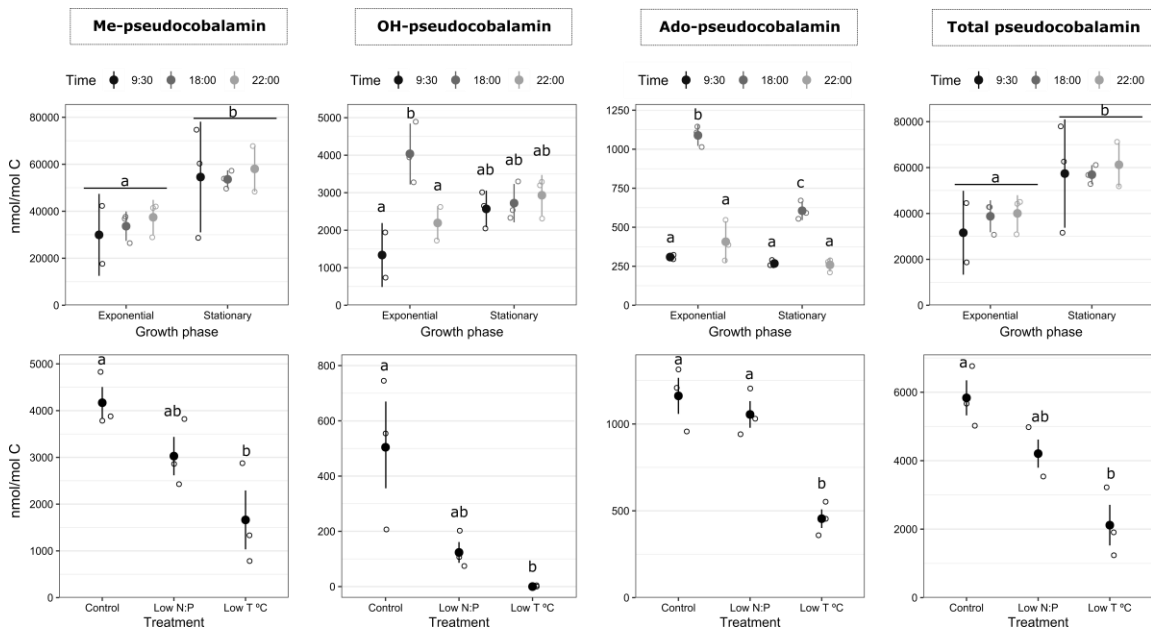 Me-pseudocobalamin
OH-pseudocobalamin
Ado-pseudocobalamin
Total pseudocobalamin
Time 9:30 18:00 22:00
Time 9:30 18:00 22:00
Time 9:30 18:00 22:00
Time 9:30 18:00 22:00
nmol/mol C
80000
60000
40000
20000
0
a
b
Exponential Stationary
Growth phase
5000
4000
3000
2000
1000
0
a
b
a
ab
ab
ab
Exponential Stationary
Growth phase
1250
1000
750
500
250
0
a
b
a
a
c
a
Exponential Stationary
Growth phase
80000
60000
40000
20000
0
a
b
Exponential Stationary
Growth phase
nmol/mol C
5000
4000
3000
2000
1000
0
a
ab
b
Control Low N:P Low T ºC
Treatment
800
600
400
200
0
a
ab
b
Control Low N:P Low T ºC
Treatment
1000
500
0
a
a
b
Control Low N:P Low T ºC
Treatment
6000
4000
2000
0
a
ab
b
Control Low N:P Low T ºC
Treatment